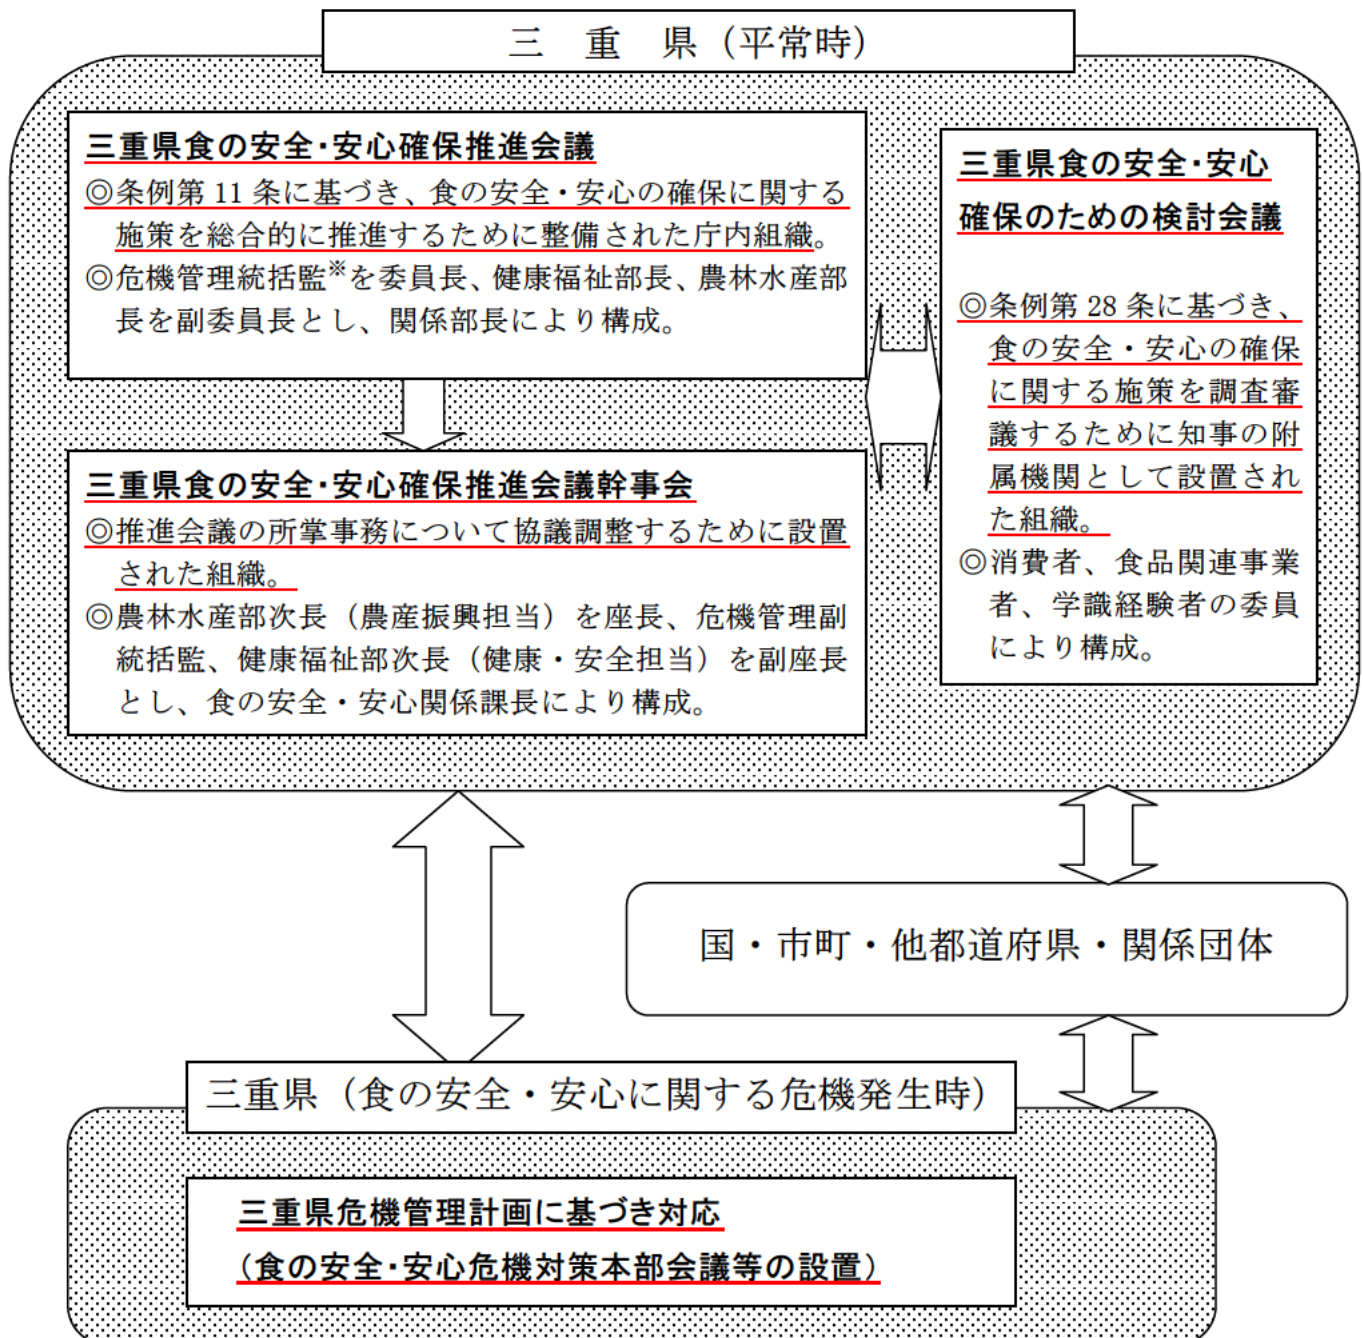 三　重　県（平常時）
三重県食の安全・安心確保推進会議
◎条例第 11 条に基づき、食の安全・安心の確保に関する
施策を総合的に推進するために整備された庁内組織。
◎危機管理統括監※を委員長、健康福祉部長、農林水産部
長を副委員長とし、関係部長により構成。
三重県食の安全・安心確保推進会議幹事会
◎推進会議の所掌事務について協議調整するために設置
された組織。
◎農林水産部次長（農産振興担当）を座長、危機管理副
統括監、健康福祉部次長（健康・安全担当）を副座長
とし、食の安全・安心関係課長により構成。
三重県食の安全・安心
確保のための検討会議
◎条例第 28 条に基づき、
食の安全・安心の確保
に関する施策を調査審
議するために知事の附
属機関として設置され
た組織。
◎消費者、食品関連事業
者、学識経験者の委員
により構成。
国・市町・他都道府県・関係団体
三重県（食の安全・安心に関する危機発生時）
三重県危機管理計画に基づき対応
（食の安全・安心危機対策本部会議等の設置）